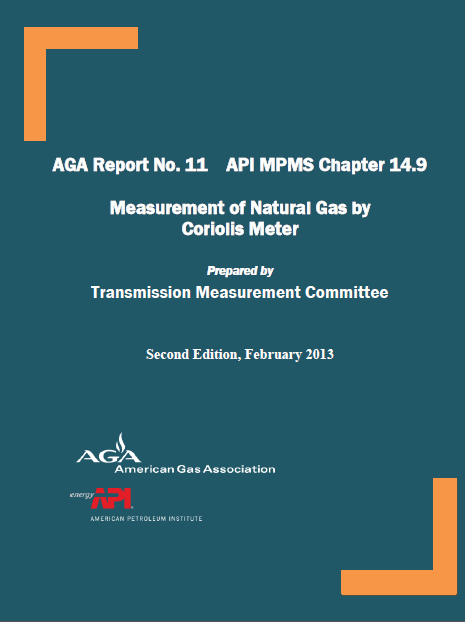 AGA Report No. 11 API MPMS Chapter 14.9
Measurement of Natural Gas by
Coriolis Meter
Prepared by
Transmission Measurement Committee
Second Edition, February 2013
AGA
American Gas Association
energy API
AMERICAN PETROLEUM INSTITUTE